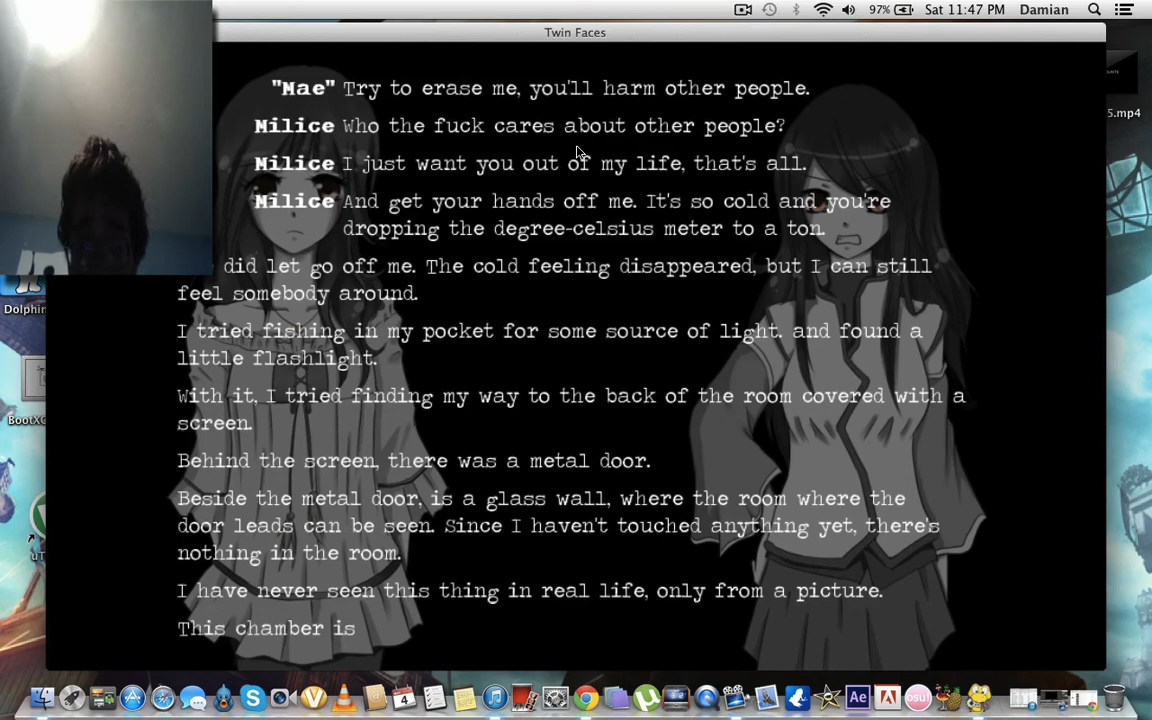 97% Sat 11:47 PM Damian
Twin Faces
"Mae" Try to erase me, you'll harm other people.
Milice Who the fuck cares about other people?
Milice I just want you out of my life, that's all.
Milice And get your hands off me. It's so cold and you're
dropping the degree-celsius meter to a ton.
did let go off me. The cold feeling disappeared, but I can still
feel somebody around.
I tried fishing in my pocket for some source of light. and found a
little flashlight.
With it, I tried finding my way to the back of the room covered with a
screen.
Behind the screen, there was a metal door.
Beside the metal door, is a glass wall, where the room where the
door leads can be seen. Since I haven't touched anything yet, there's
nothing in the room.
I have never seen this thing in real life, only from a picture.
This chamber is
5.mp4
Dolphin
BootXC
uT
4
Ae
osu!